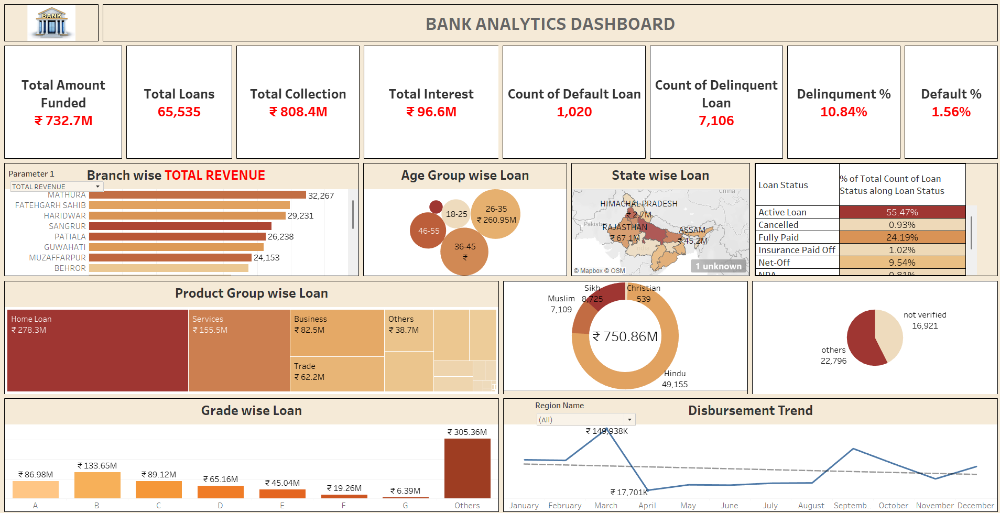 BANK
BANK ANALYTICS DASHBOARD
Total Amount
Funded
₹ 732.7M
Total Loans
65,535
Total Collection
₹ 808.4M
Total Interest
₹ 96.6M
Count of Default Loan
1,020
Count of Delinquent
Loan
7,106
Delinqument %
10.84%
Default %
1.56%
Parameter 1
TOTAL REVENUE
Branch wise TOTAL REVENUE
MATHURA 32,267
FATEHGARH SAHIB
HARIDWAR 29,231
SANGRUR
PATIALA 26,238
GUWAHATI
MUZAFFARPUR 24,153
BEHROR
Age Group wise Loan
26-35
₹ 260.95M
18-25
46-55
36-45
₹
State wise Loan
China
HIMACHAL PRADESH
₹ 2.7M
Pakistan
RAJASTHAN
₹ 67.1M
ASSAM
₹ 45.2M
India
1 unknown
© Mapbox © OSM
Loan Status
% of Total Count of Loan
Status along Loan Status
Active Loan 55.47%
Cancelled 0.93%
Fully Paid 24.19%
Insurance Paid Off 1.02%
Net-Off 9.54%
NPA 0.81%
Product Group wise Loan
Home Loan
₹ 278.3M
Services
₹ 155.5M
Business
₹ 82.5M
Trade
₹ 62.2M
Others
₹ 38.7M
Sikh
8,725
Christian
539
Muslim
7,109
₹ 750.86M
Hindu
49,155
not verified
16,921
others
22,796
Grade wise Loan
₹ 86.98M
₹ 133.65M
₹ 89.12M
₹ 65.16M
₹ 45.04M
₹ 19.26M
₹ 6.39M
₹ 305.36M
A B C D E F G Others
Region Name
(All)
Disbursement Trend
₹ 149,938K
₹ 17,701K
January February March April May June July August Septemb.. October November December